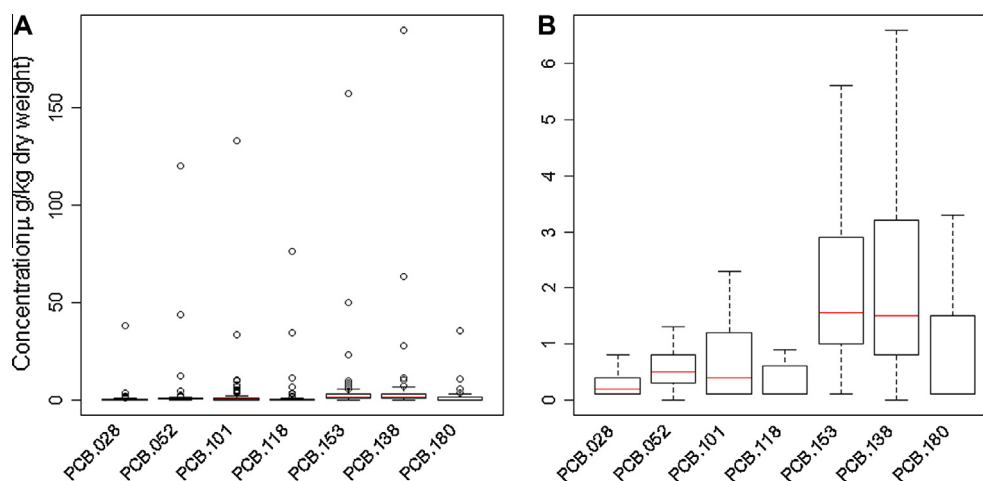 A
B
Concentrationµ g/kg dry weight)
150
100
50
0
PCB.028
PCB.052
PCB.101
PCB.118
PCB.153
PCB.138
PCB.180
6
5
4
3
2
1
0
PCB.028
PCB.052
PCB.101
PCB.118
PCB.153
PCB.138
PCB.180